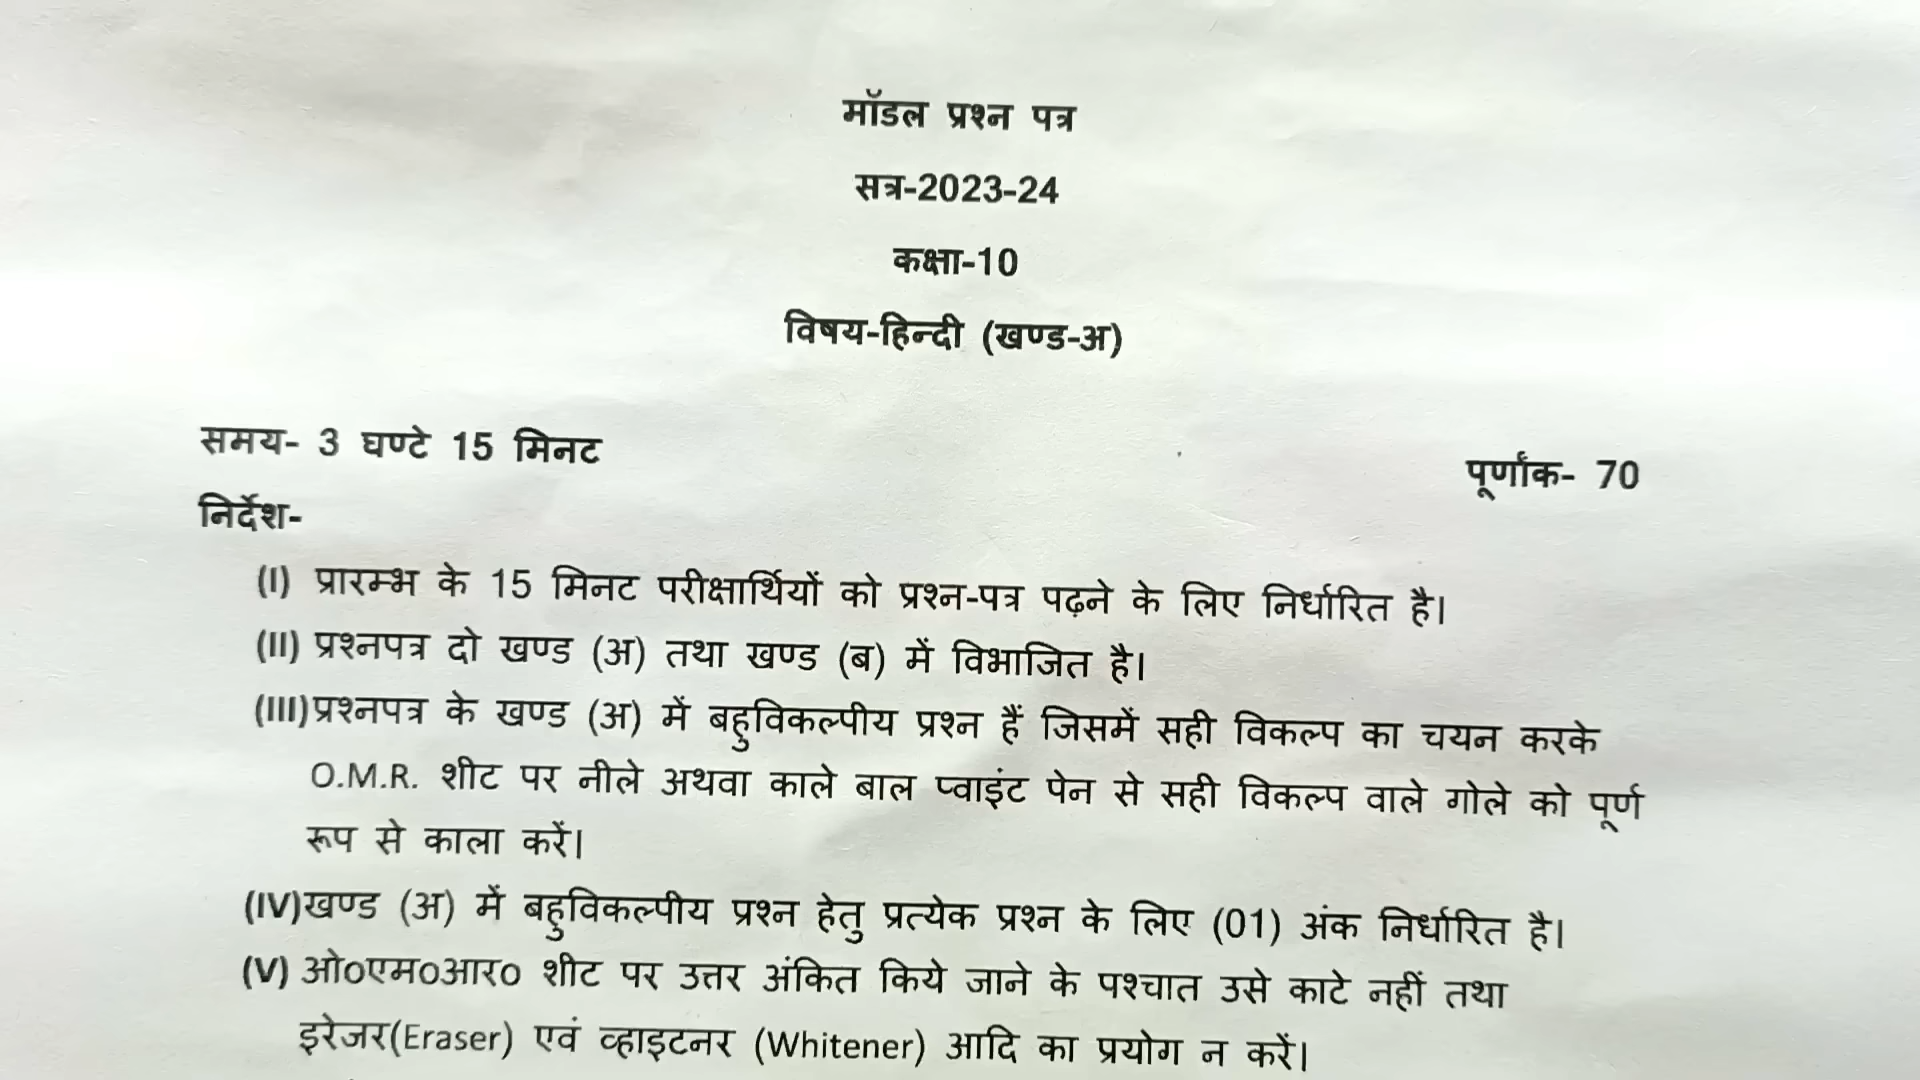 मॉडल प्रश्न पत्र
सत्र-2023-24
कक्षा-10
विषय-हिन्दी (खण्ड-अ)
समय- 3 घण्टे 15 मिनट
पूर्णांक- 70
निर्देश-
(I) प्रारम्भ के 15 मिनट परीक्षार्थियों को प्रश्न-पत्र पढ़ने के लिए निर्धारित है।
(II) प्रश्नपत्र दो खण्ड (अ) तथा खण्ड (ब) में विभाजित है।
(III)प्रश्नपत्र के खण्ड (अ) में बहुविकल्पीय प्रश्न हैं जिसमें सही विकल्प का चयन करके
O.M.R. शीट पर नीले अथवा काले बाल प्वाइंट पेन से सही विकल्प वाले गोले को पूर्ण
रूप से काला करें।
(IV)खण्ड (अ) में बहुविकल्पीय प्रश्न हेतु प्रत्येक प्रश्न के लिए (01) अंक निर्धारित है।
(V) ओ0एम0आर0 शीट पर उत्तर अंकित किये जाने के पश्चात उसे काटे नहीं तथा
इरेजर(Eraser) एवं व्हाइटनर (Whitener) आदि का प्रयोग न करें।